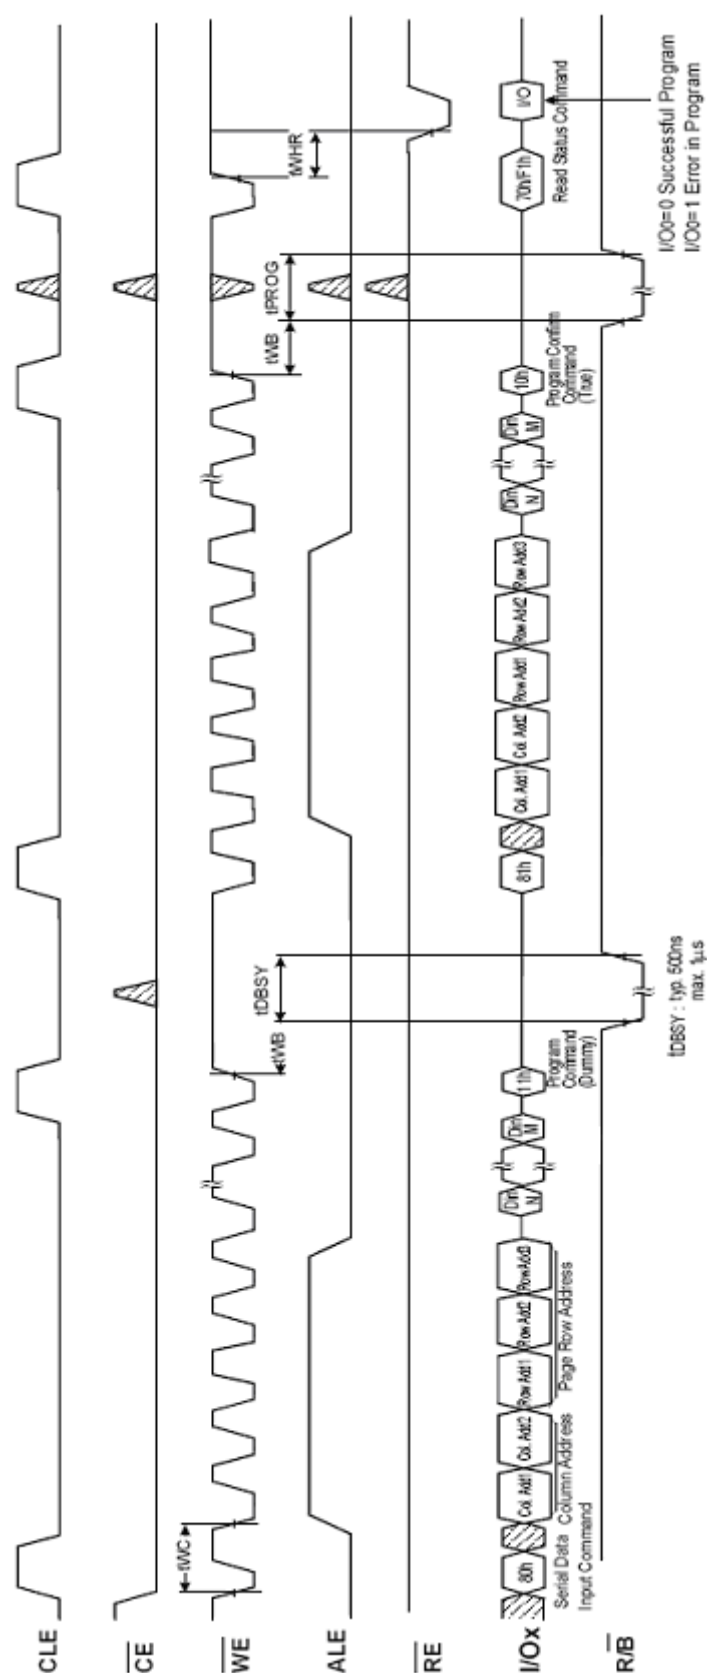 CLE
CE
WE
ALE
RE
I/Ox
R/B
tWC
tWB
tDBSY
tWB
tPROG
tWHR
80h
Col. Add1
Col. Add2
Row Add1
Row Add2
Row Add3
Din
N
Din
M
11h
81h
Col. Add1
Col. Add2
Row Add1
Row Add2
Row Add3
Din
N
Din
M
10h
70h/F1h
I/O
Serial Data
Input Command
Column Address
Page Row Address
Program
Command
(Dummy)
Program Confirm
Command
(True)
Read Status Command
tDBSY : typ. 500ns
max. 1μs
I/O0=0 Successful Program
I/O0=1 Error in Program